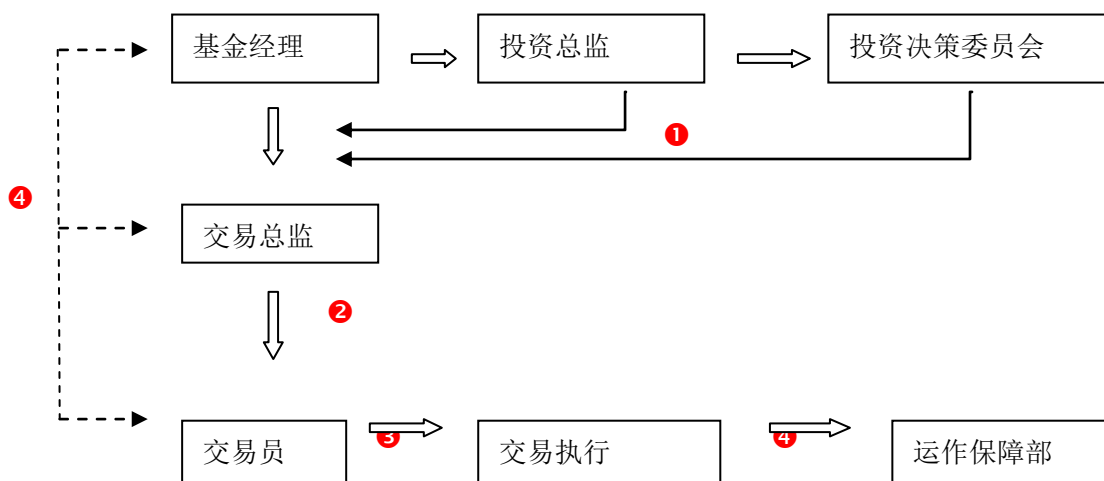 基金经理
投资总监
投资决策委员会
❶
❹
交易总监
❷
交易员
❸
交易执行
❹
运作保障部